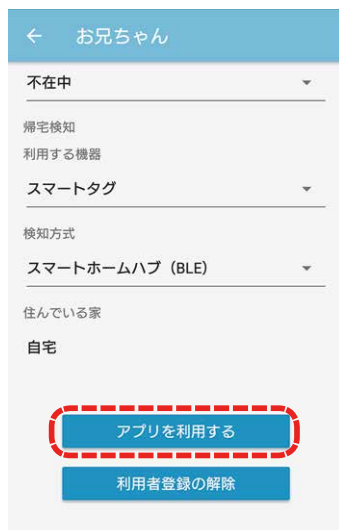 お兄ちゃん
不在中
帰宅検知
利用する機器
スマートタグ
検知方式
スマートホームハブ（BLE）
住んでいる家
自宅
アプリを利用する
利用者登録の解除